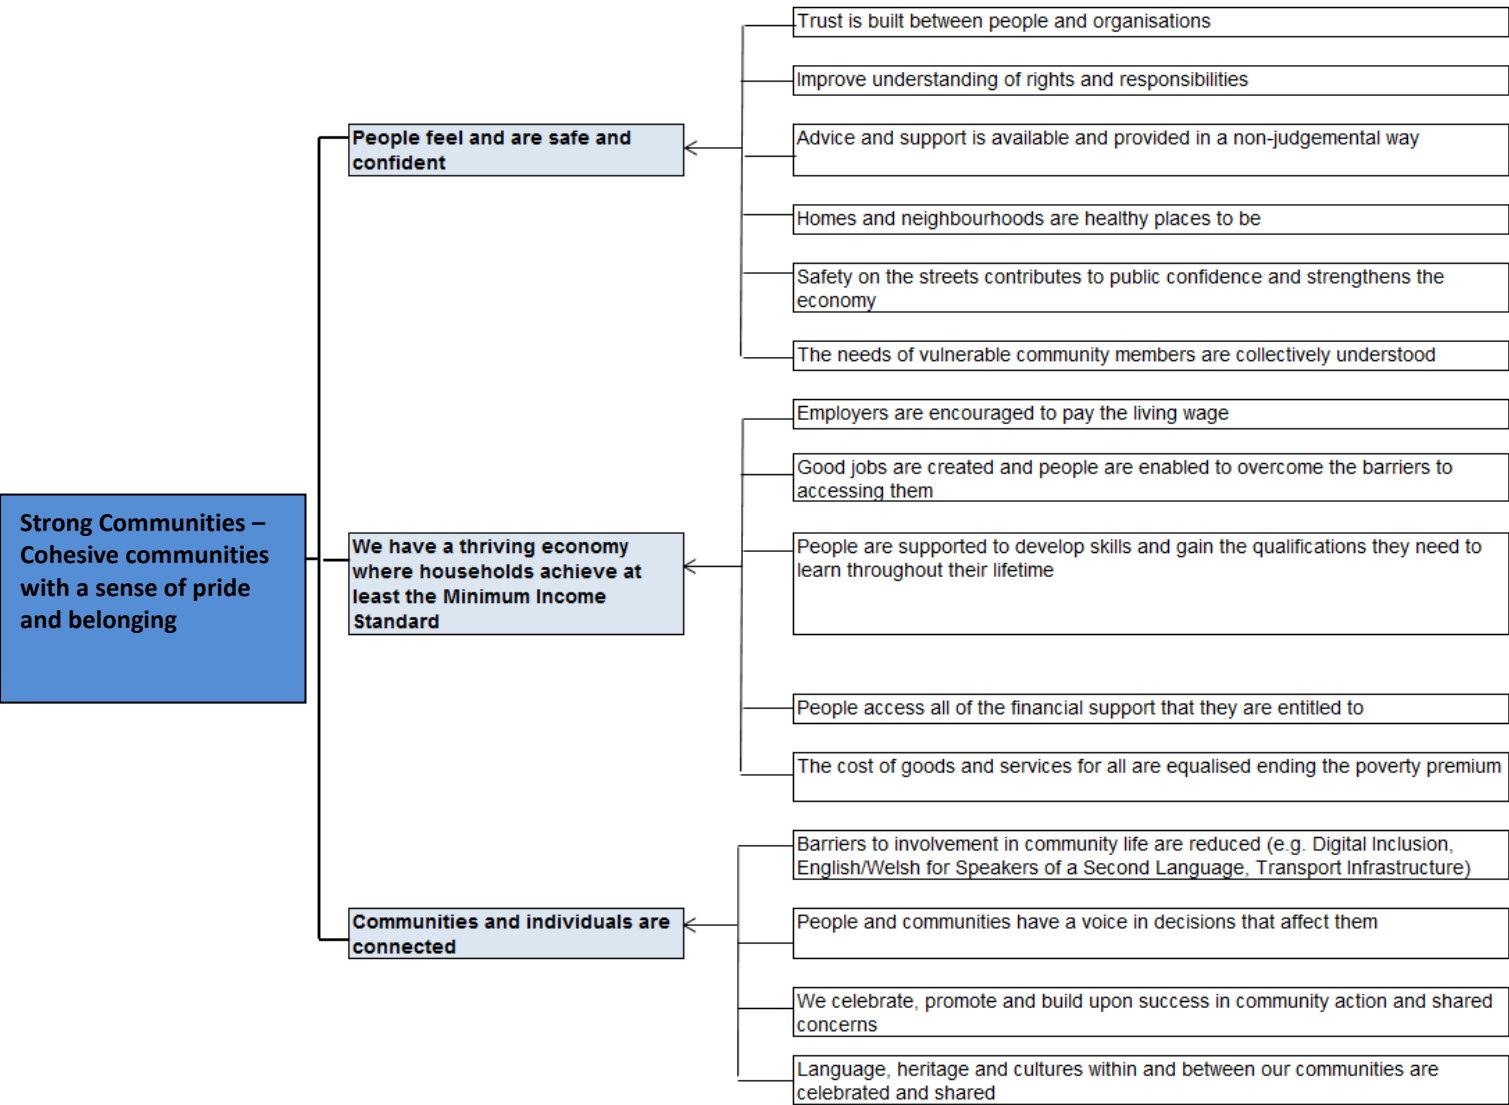 Trust is built between people and organisations
Improve understanding of rights and responsibilities
People feel and are safe and
confident
Advice and support is available and provided in a non-judgemental way
Homes and neighbourhoods are healthy places to be
Safety on the streets contributes to public confidence and strengthens the
economy
The needs of vulnerable community members are collectively understood
Employers are encouraged to pay the living wage
Good jobs are created and people are enabled to overcome the barriers to
accessing them
Strong Communities –
Cohesive communities
with a sense of pride
and belonging
We have a thriving economy
where households achieve at
least the Minimum Income
Standard
People are supported to develop skills and gain the qualifications they need to
learn throughout their lifetime
People access all of the financial support that they are entitled to
The cost of goods and services for all are equalised ending the poverty premium
Barriers to involvement in community life are reduced (e.g. Digital Inclusion,
English/Welsh for Speakers of a Second Language, Transport Infrastructure)
Communities and individuals are
connected
People and communities have a voice in decisions that affect them
We celebrate, promote and build upon success in community action and shared
concerns
Language, heritage and cultures within and between our communities are
celebrated and shared